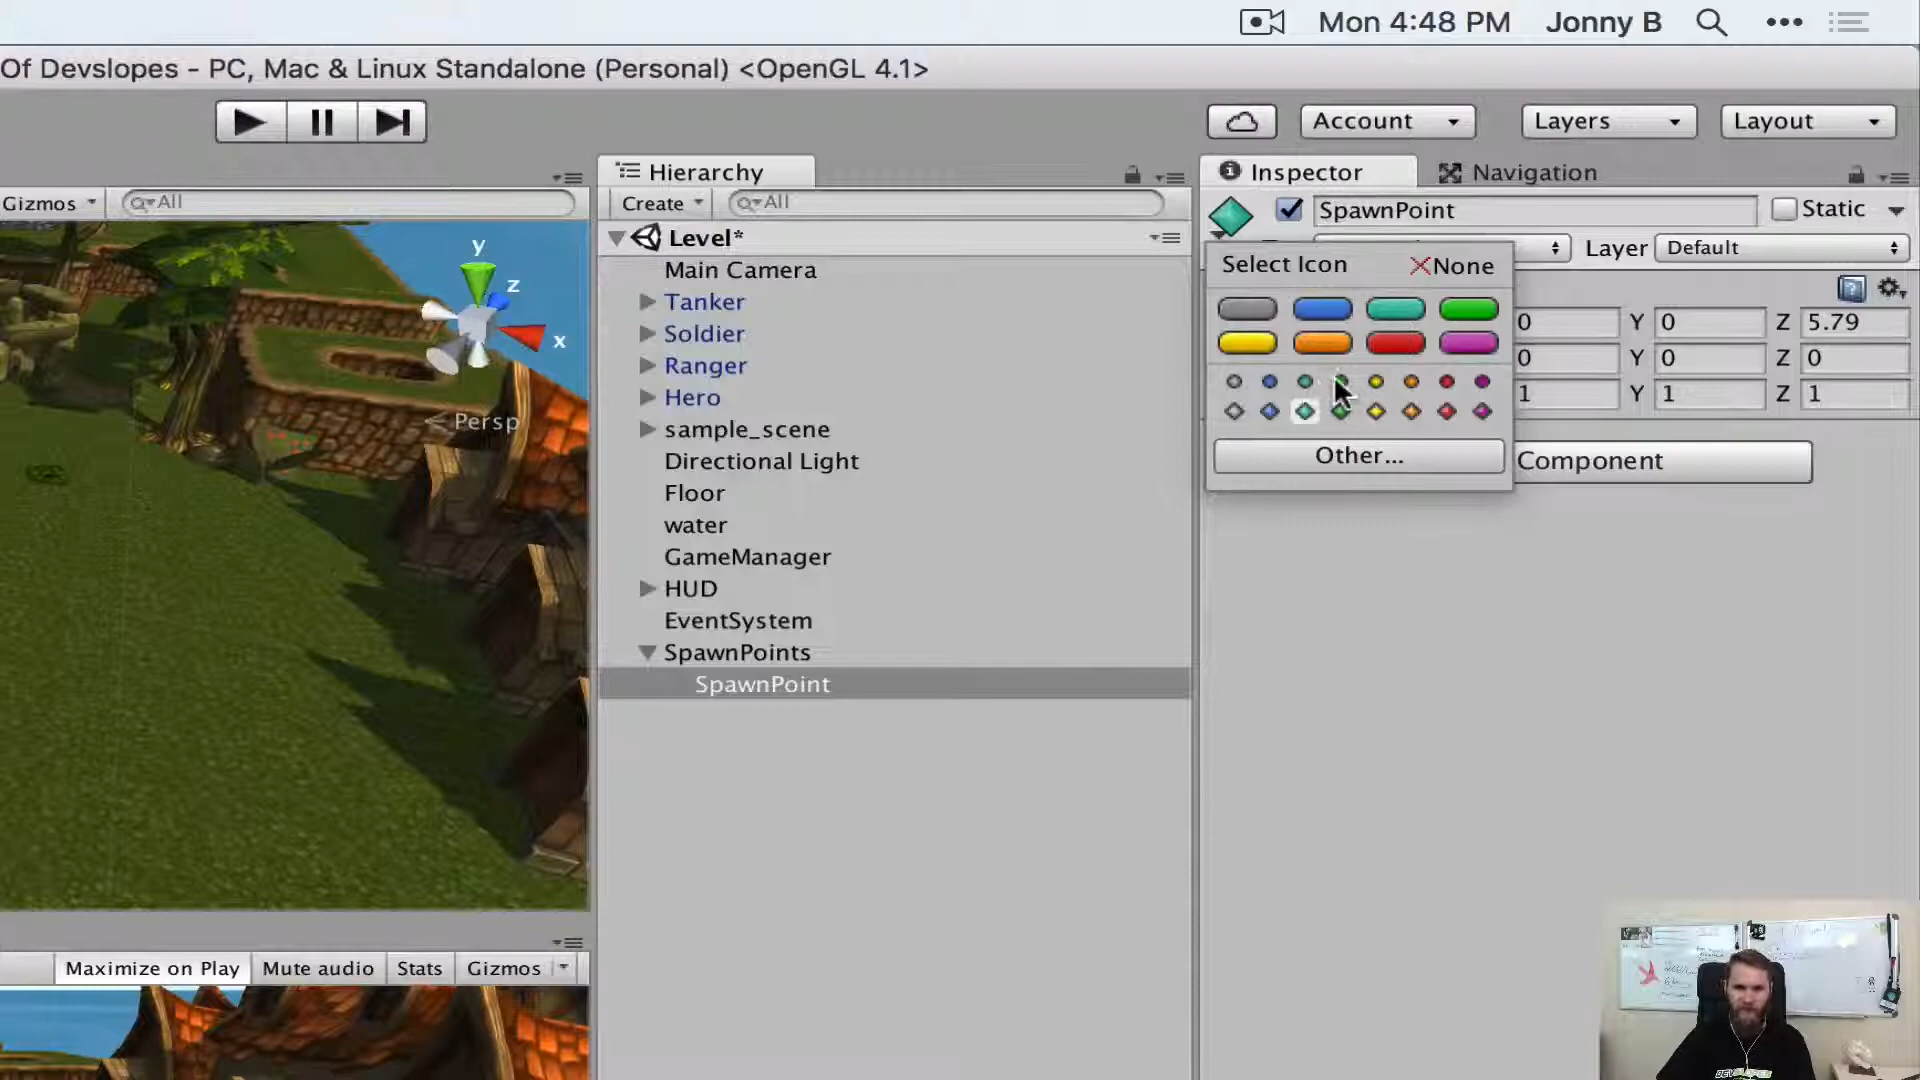 Mon 4:48 PM Jonny B
Of Devslopes - PC, Mac & Linux Standalone (Personal) <OpenGL 4.1>
Account Layers Layout
Hierarchy
Inspector Navigation
Gizmos All
Create All
SpawnPoint Static
Level*
Layer Default
Select Icon None
Other...
0 Y 0 Z 5.79
0 Y 0 Z 0
1 Y 1 Z 1
Component
y
z
x
Persp
Main Camera
Tanker
Soldier
Ranger
Hero
sample_scene
Directional Light
Floor
water
GameManager
HUD
EventSystem
SpawnPoints
SpawnPoint
Maximize on Play Mute audio Stats Gizmos